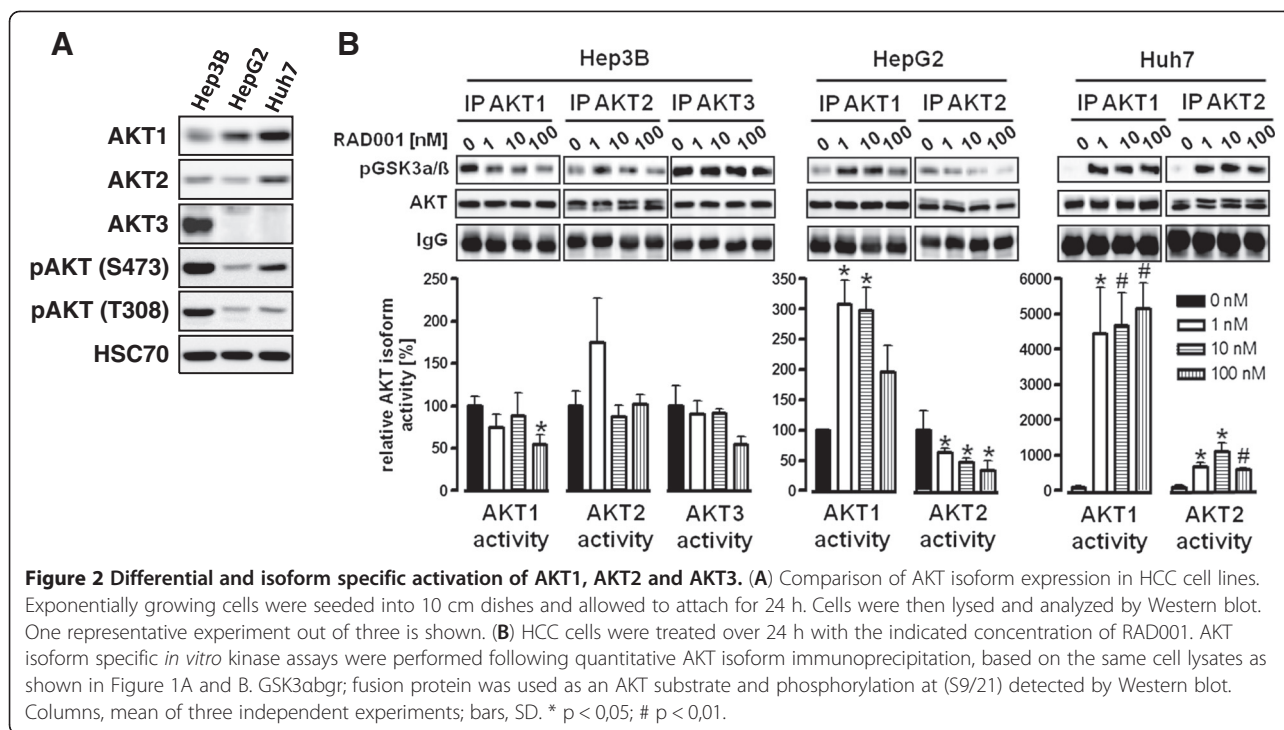 A
Hep3B HepG2 Huh7
AKT1
AKT2
AKT3
pAKT (S473)
pAKT (T308)
HSC70
B
Hep3B HepG2 Huh7
IP AKT1 IP AKT2 IP AKT3 IP AKT1 IP AKT2 IP AKT1 IP AKT2
RAD001 [nM] 0 1 10 100 0 1 10 100 0 1 10 100 0 1 10 100 0 1 10 100 0 1 10 100 0 1 10 100
pGSK3a/ß
AKT
IgG
relative AKT isoform
activity [%]
250
200
150
100
50
0
*
AKT1 AKT2 AKT3
activity activity activity
350
300
250
200
150
100
50
0
* *
* * *
AKT1 AKT2
activity activity
6000
5000
4000
3000
2000
1000
0
* # #
* * #
0 nM
1 nM
10 nM
100 nM
AKT1 AKT2
activity activity
Figure 2 Differential and isoform specific activation of AKT1, AKT2 and AKT3. (A) Comparison of AKT isoform expression in HCC cell lines.
Exponentially growing cells were seeded into 10 cm dishes and allowed to attach for 24 h. Cells were then lysed and analyzed by Western blot.
One representative experiment out of three is shown. (B) HCC cells were treated over 24 h with the indicated concentration of RAD001. AKT
isoform specific in vitro kinase assays were performed following quantitative AKT isoform immunoprecipitation, based on the same cell lysates as
shown in Figure 1A and B. GSK3αbgr; fusion protein was used as an AKT substrate and phosphorylation at (S9/21) detected by Western blot.
Columns, mean of three independent experiments; bars, SD. * p < 0,05; # p < 0,01.